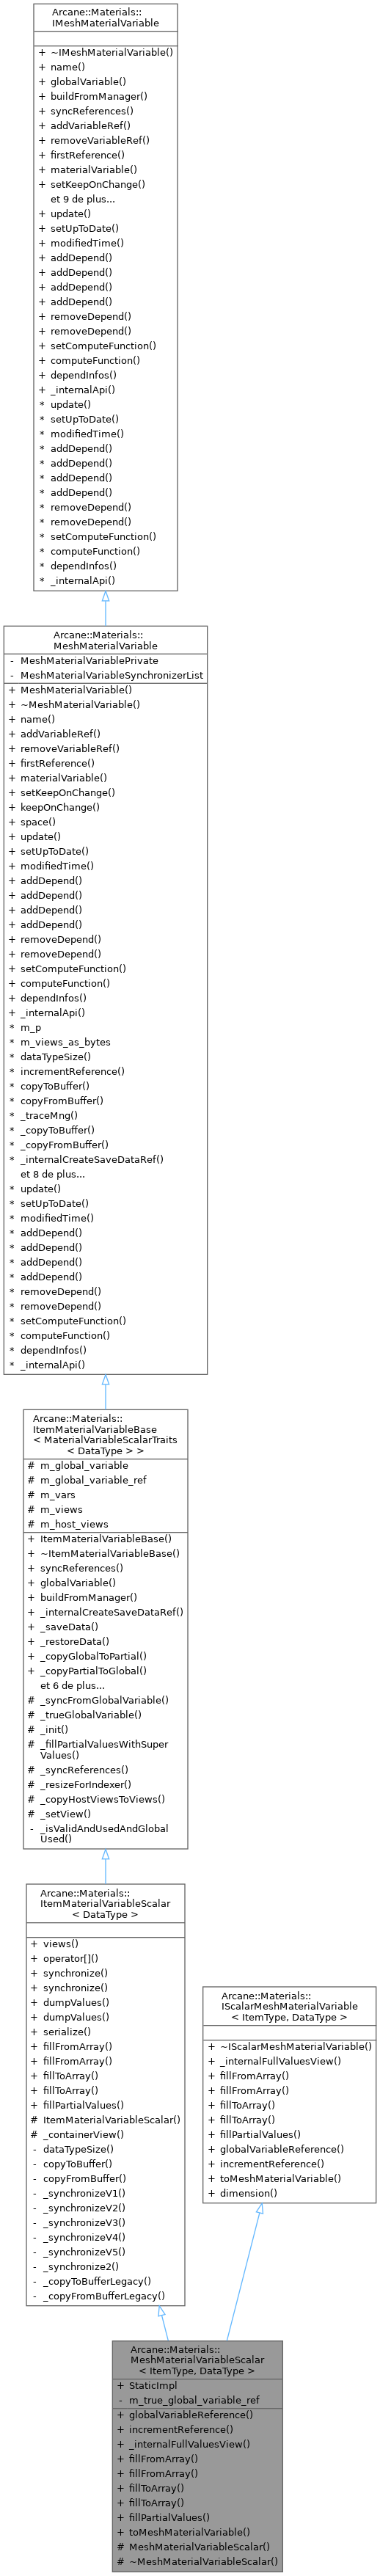 Arcane::Materials::
IMeshMaterialVariable
+ ~IMeshMaterialVariable()
+ name()
+ globalVariable()
+ buildFromManager()
+ syncReferences()
+ addVariableRef()
+ removeVariableRef()
+ firstReference()
+ materialVariable()
+ setKeepOnChange()
et 9 de plus...
+ update()
+ setUpToDate()
+ modifiedTime()
+ addDepend()
+ addDepend()
+ addDepend()
+ addDepend()
+ removeDepend()
+ removeDepend()
+ setComputeFunction()
+ computeFunction()
+ dependInfos()
+ _internalApi()
* update()
* setUpToDate()
* modifiedTime()
* addDepend()
* addDepend()
* addDepend()
* addDepend()
* removeDepend()
* removeDepend()
* setComputeFunction()
* computeFunction()
* dependInfos()
* _internalApi()
Arcane::Materials::
MeshMaterialVariable
- MeshMaterialVariablePrivate
- MeshMaterialVariableSynchronizerList
+ MeshMaterialVariable()
+ ~MeshMaterialVariable()
+ name()
+ addVariableRef()
+ removeVariableRef()
+ firstReference()
+ materialVariable()
+ setKeepOnChange()
+ keepOnChange()
+ space()
+ update()
+ setUpToDate()
+ modifiedTime()
+ addDepend()
+ addDepend()
+ addDepend()
+ addDepend()
+ removeDepend()
+ removeDepend()
+ setComputeFunction()
+ computeFunction()
+ dependInfos()
+ _internalApi()
* m_p
* m_views_as_bytes
* dataTypeSize()
* incrementReference()
* copyToBuffer()
* copyFromBuffer()
* _traceMng()
* _copyToBuffer()
* _copyFromBuffer()
* _internalCreateSaveDataRef()
et 8 de plus...
* update()
* setUpToDate()
* modifiedTime()
* addDepend()
* addDepend()
* addDepend()
* addDepend()
* removeDepend()
* removeDepend()
* setComputeFunction()
* computeFunction()
* dependInfos()
* _internalApi()
Arcane::Materials::
ItemMaterialVariableBase
< MaterialVariableScalarTraits
< DataType > >
# m_global_variable
# m_global_variable_ref
# m_vars
# m_views
# m_host_views
+ ItemMaterialVariableBase()
+ ~ItemMaterialVariableBase()
+ syncReferences()
+ globalVariable()
+ buildFromManager()
+ _internalCreateSaveDataRef()
+ _saveData()
+ _restoreData()
+ _copyGlobalToPartial()
+ _copyPartialToGlobal()
et 6 de plus...
# _syncFromGlobalVariable()
# _trueGlobalVariable()
# _init()
# _fillPartialValuesWithSuper
Values()
# _syncReferences()
# _resizeForIndexer()
# _copyHostViewsToViews()
# _setView()
- _isValidAndUsedAndGlobal
Used()
Arcane::Materials::
ItemMaterialVariableScalar
< DataType >
+ views()
+ operator[]()
+ synchronize()
+ synchronize()
+ dumpValues()
+ dumpValues()
+ serialize()
+ fillFromArray()
+ fillFromArray()
+ fillToArray()
+ fillToArray()
+ fillPartialValues()
# ItemMaterialVariableScalar()
# _containerView()
- dataTypeSize()
- copyToBuffer()
- copyFromBuffer()
- _synchronizeV1()
- _synchronizeV2()
- _synchronizeV3()
- _synchronizeV4()
- _synchronizeV5()
- _synchronize2()
- _copyToBufferLegacy()
- _copyFromBufferLegacy()
Arcane::Materials::
IScalarMeshMaterialVariable
< ItemType, DataType >
+ ~IScalarMeshMaterialVariable()
+ _internalFullValuesView()
+ fillFromArray()
+ fillFromArray()
+ fillToArray()
+ fillToArray()
+ fillPartialValues()
+ globalVariableReference()
+ incrementReference()
+ toMeshMaterialVariable()
+ dimension()
Arcane::Materials::
MeshMaterialVariableScalar
< ItemType, DataType >
+ StaticImpl
- m_true_global_variable_ref
+ globalVariableReference()
+ incrementReference()
+ _internalFullValuesView()
+ fillFromArray()
+ fillFromArray()
+ fillToArray()
+ fillToArray()
+ fillPartialValues()
+ toMeshMaterialVariable()
# MeshMaterialVariableScalar()
# ~MeshMaterialVariableScalar()